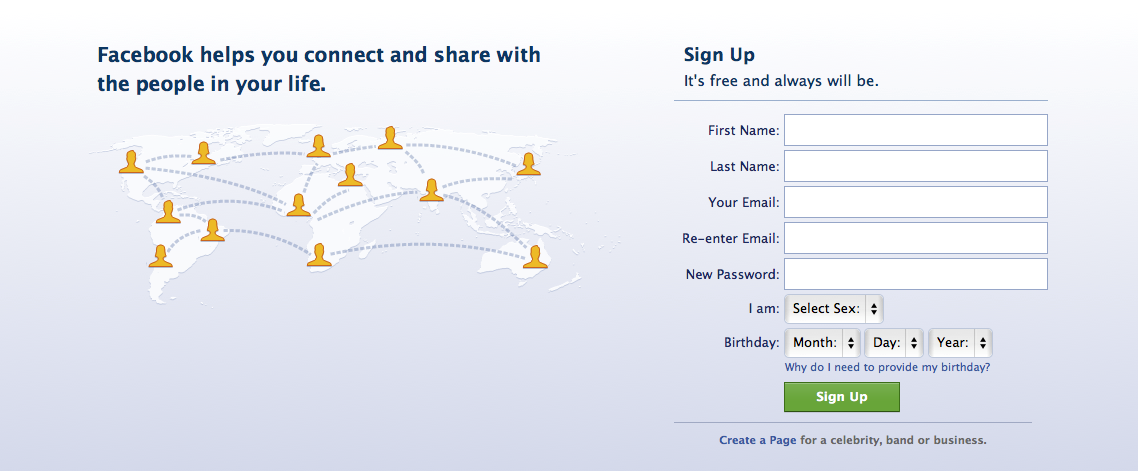 Facebook helps you connect and share with
the people in your life.
Sign Up
It's free and always will be.
First Name:
Last Name:
Your Email:
Re-enter Email:
New Password:
I am: Select Sex:
Birthday: Month: Day: Year:
Why do I need to provide my birthday?
Sign Up
Create a Page for a celebrity, band or business.